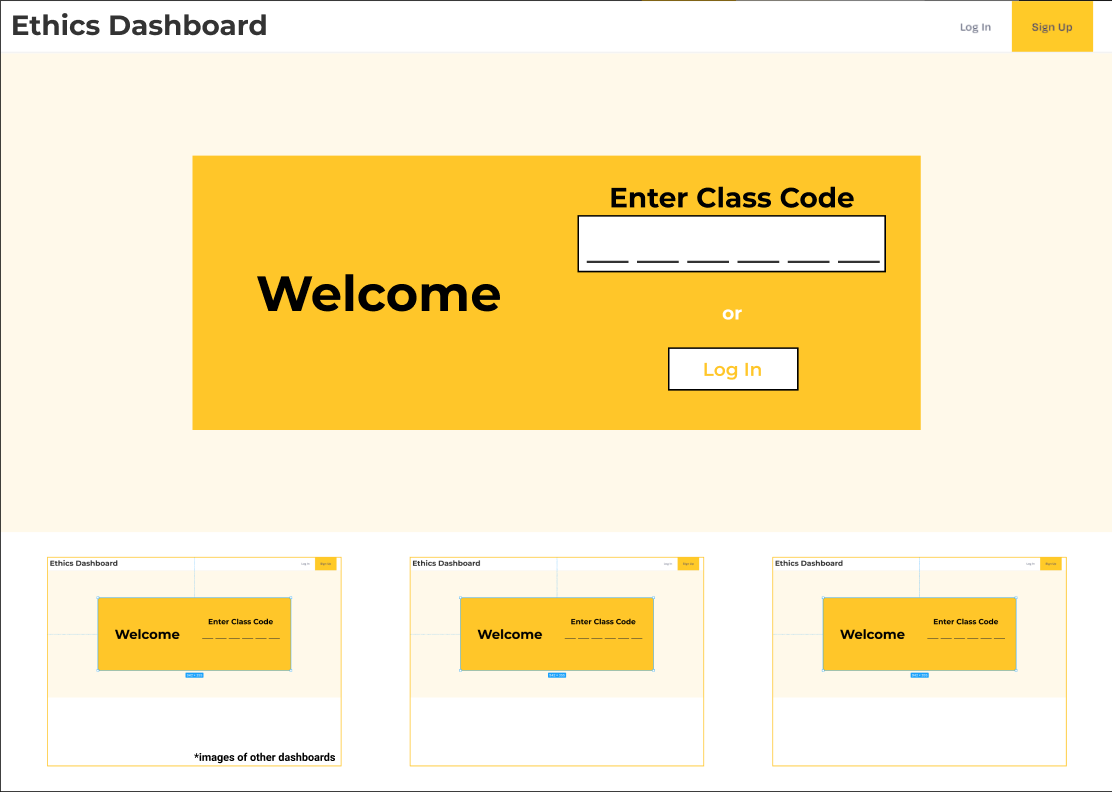 Ethics Dashboard
Log In
Sign Up
Enter Class Code
Welcome
or
Log In
Ethics Dashboard
Log In
Sign Up
Enter Class Code
Welcome
*images of other dashboards
Ethics Dashboard
Log In
Sign Up
Enter Class Code
Welcome
Ethics Dashboard
Log In
Sign Up
Enter Class Code
Welcome